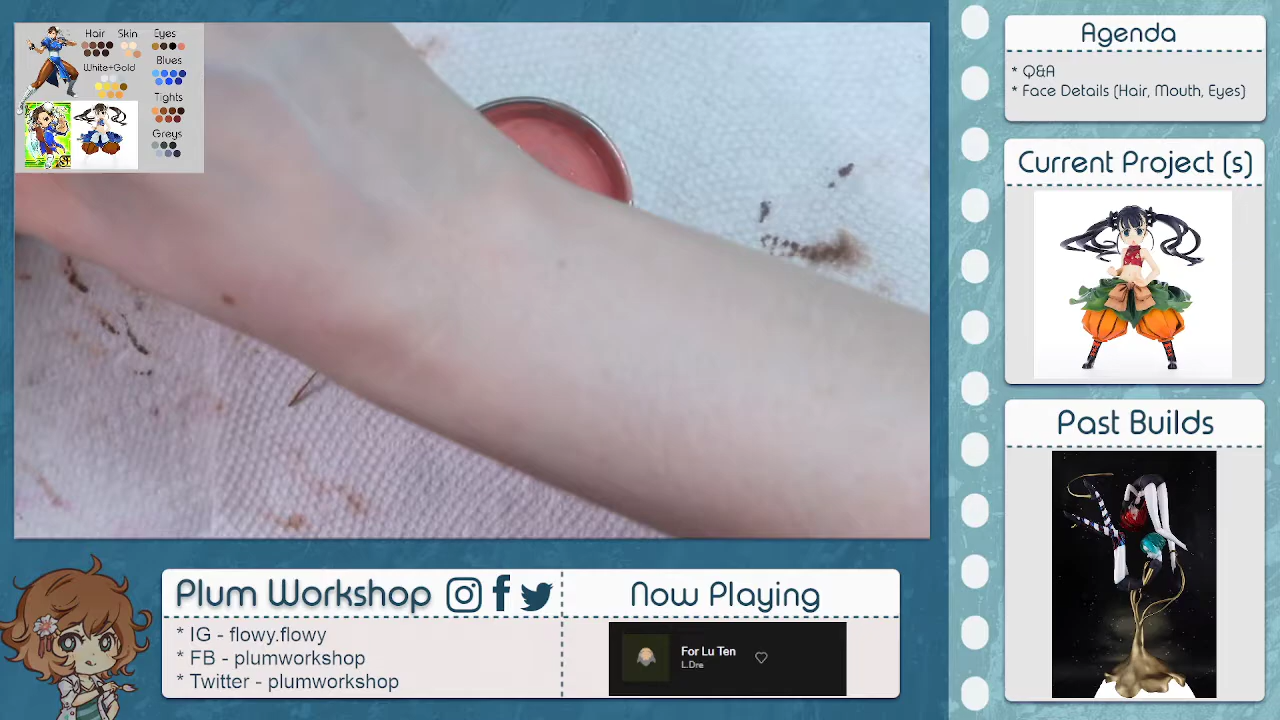 Hair Skin Eyes
White+Gold
Blues
Tights
Greys
Agenda
* Q&A
* Face Details (Hair, Mouth, Eyes)
Current Project (s)
Past Builds
Plum Workshop
* IG - flowy.flowy
* FB - plumworkshop
* Twitter - plumworkshop
Now Playing
For Lu Ten
L.Dre